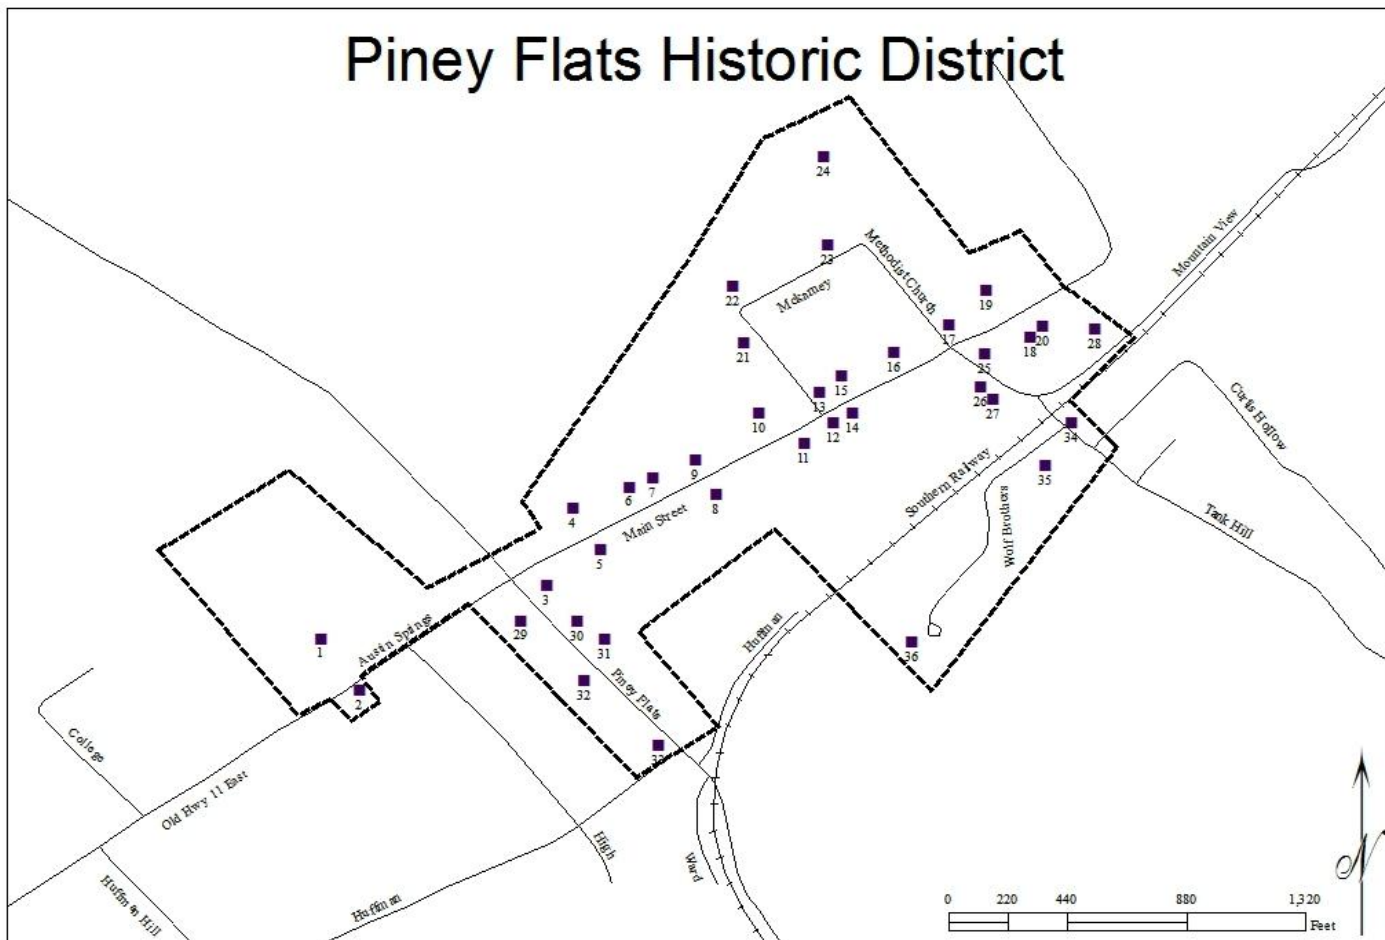 Piney Flats Historic District
24
Methodist Church
23
Mountain View
22
Mckamey
19
17
20
28
18
21
16
25
15
13
26
27
Curtis Hollow
10
14
12
34
11
9
Southern Railway
35
6
7
8
4
Main Street
Wolf Brothers
Tank Hill
5
3
29
30
Huffman
1
Austin Springs
31
36
32
Piney Flats
2
College
33
Old Hwy 11 East
High
Ward
Huffman Hill
Huffman
N
0 220 440 880 1,320
Feet